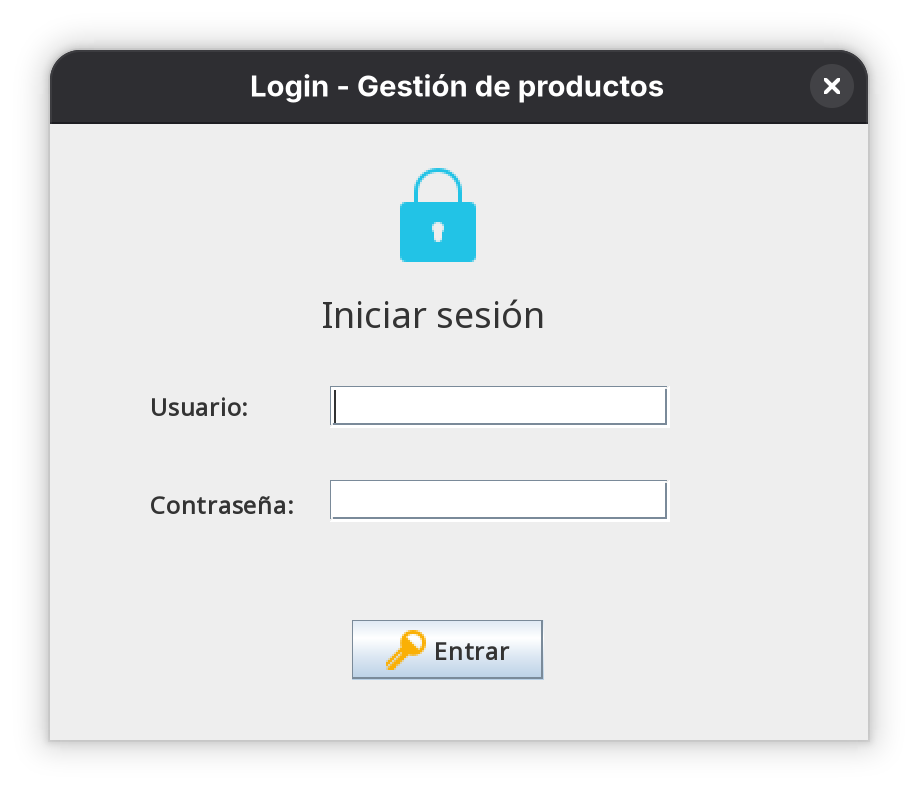 Login - Gestión de productos
Iniciar sesión
Usuario:
Contraseña:
Entrar